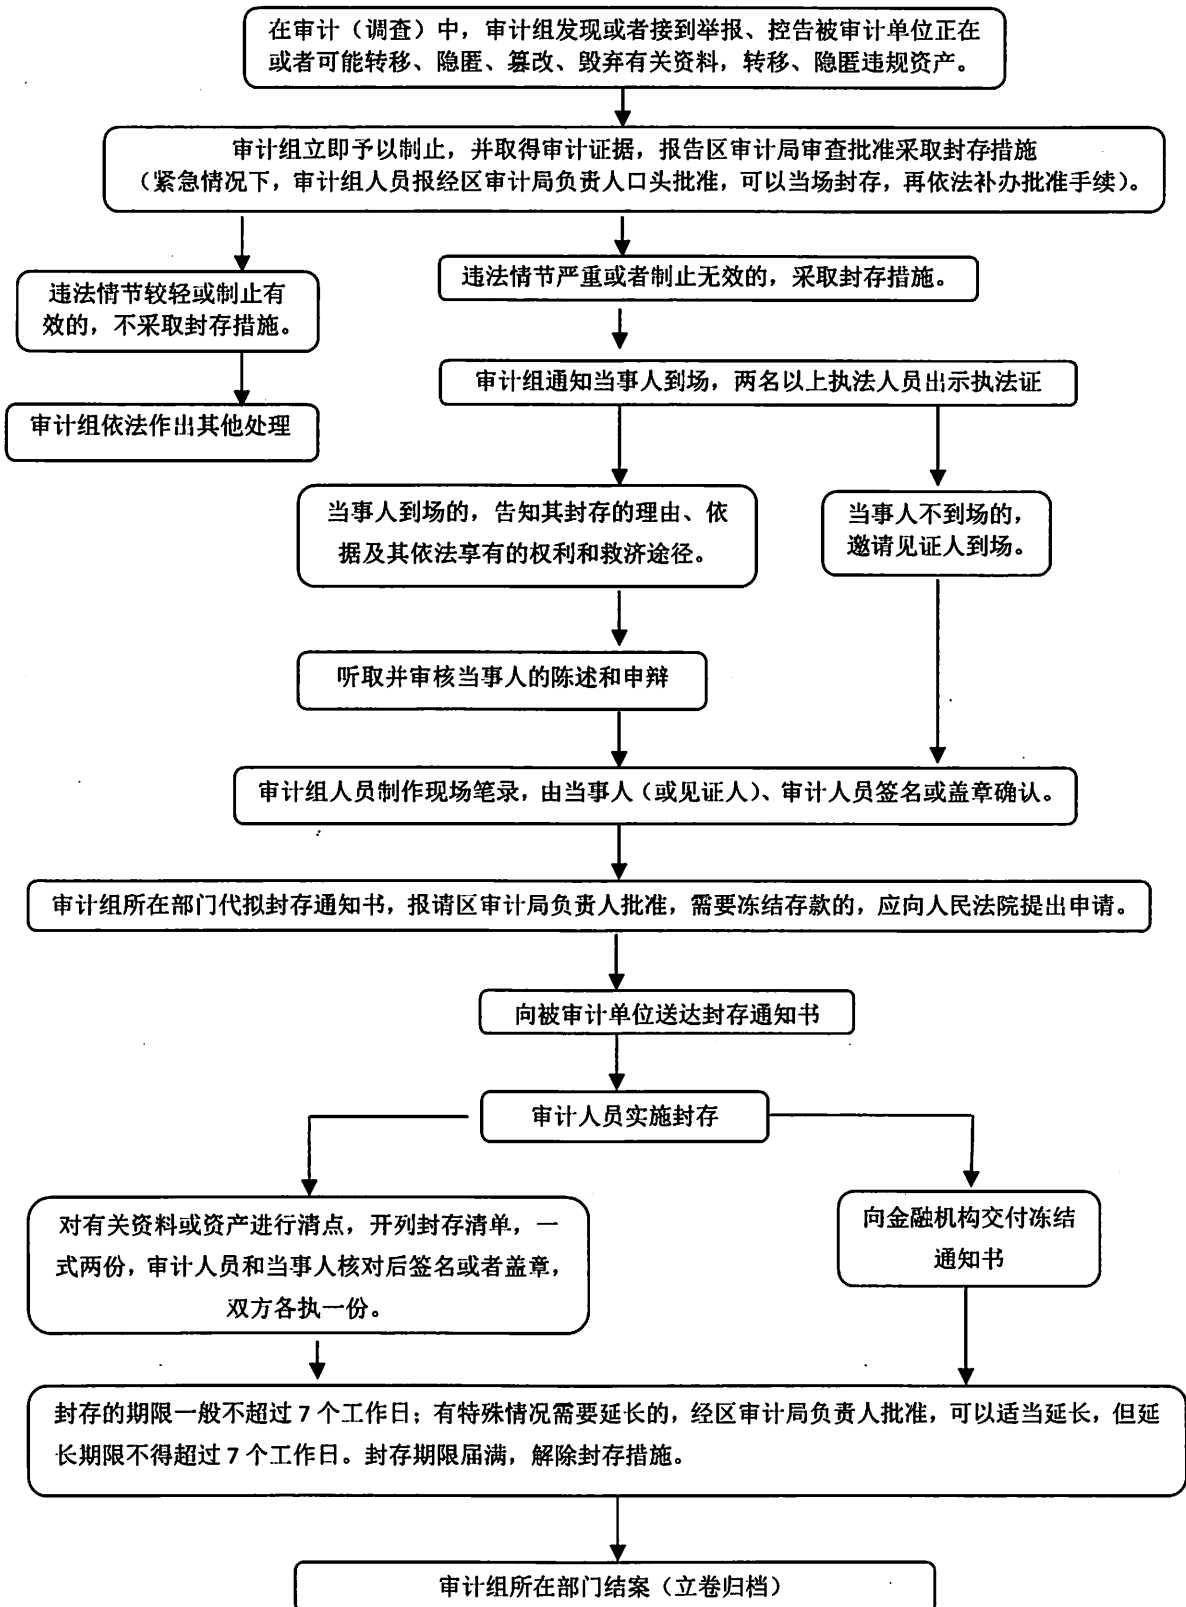 在审计（调查）中，审计组发现或者接到举报、控告被审计单位正在
或者可能转移、隐匿、篡改、毁弃有关资料，转移、隐匿违规资产。
审计组立即予以制止，并取得审计证据，报告区审计局审查批准采取封存措施
（紧急情况下，审计组人员报经区审计局负责人口头批准，可以当场封存，再依法补办批准手续）。
违法情节较轻或制止有
效的，不采取封存措施。
审计组依法作出其他处理
违法情节严重或者制止无效的，采取封存措施。
审计组通知当事人到场，两名以上执法人员出示执法证
当事人到场的，告知其封存的理由、依
据及其依法享有的权利和救济途径。
当事人不到场的，
邀请见证人到场。
听取并审核当事人的陈述和申辩
审计组人员制作现场笔录，由当事人（或见证人）、审计人员签名或盖章确认。
审计组所在部门代拟封存通知书，报请区审计局负责人批准，需要冻结存款的，应向人民法院提出申请。
向被审计单位送达封存通知书
审计人员实施封存
对有关资料或资产进行清点，开列封存清单，一
式两份，审计人员和当事人核对后签名或者盖章，
双方各执一份。
向金融机构交付冻结
通知书
封存的期限一般不超过 7 个工作日；有特殊情况需要延长的，经区审计局负责人批准，可以适当延长，但延
长期限不得超过 7 个工作日。封存期限届满，解除封存措施。
审计组所在部门结案（立卷归档）